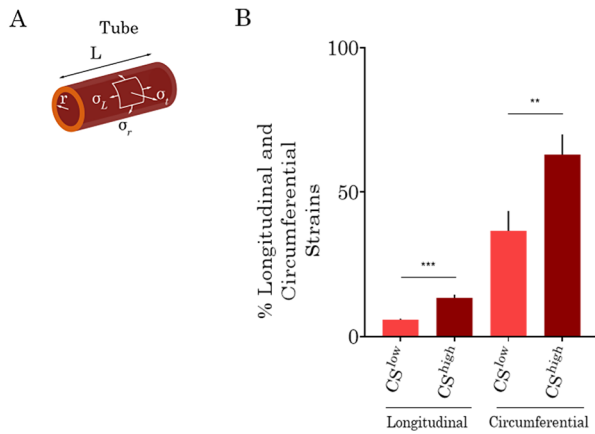 A
Tube
L
r
σL
σt
σr
B
% Longitudinal and
Circumferential
Strains
100
50
0
***
**
CSlow
CShigh
CSlow
CShigh
Longitudinal
Circumferential